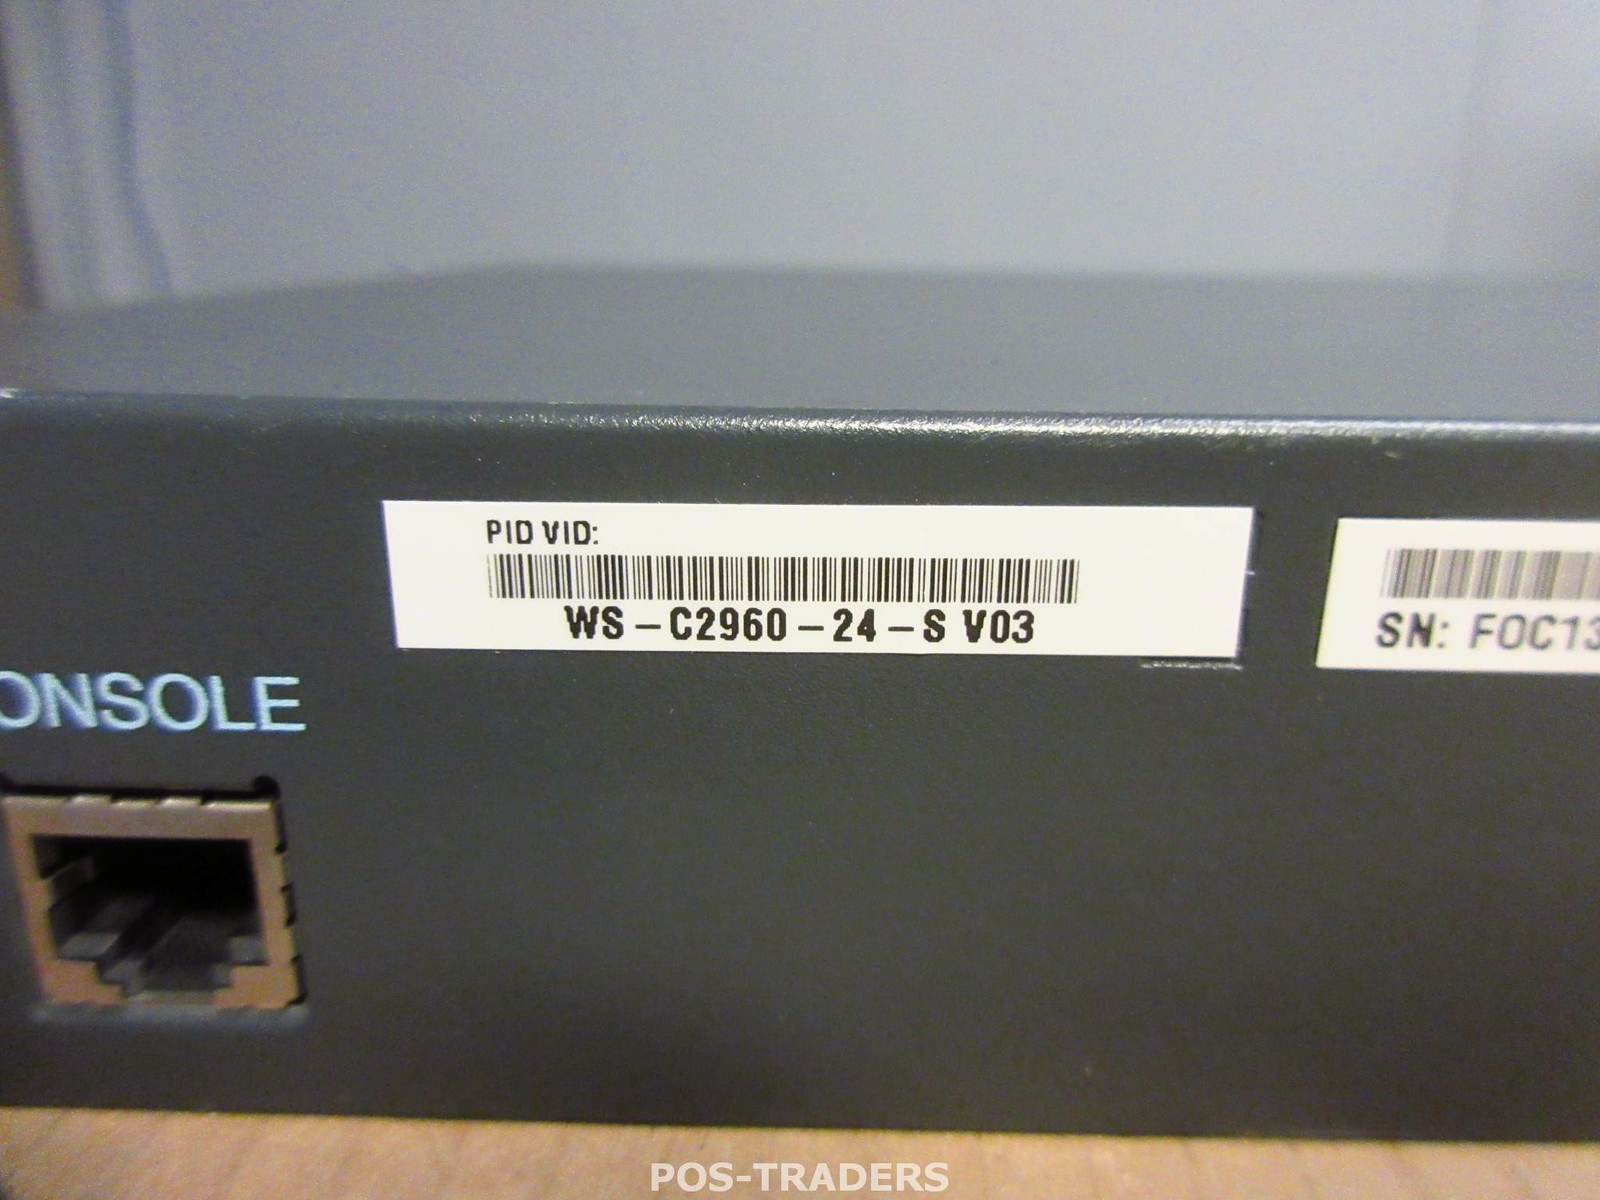 PID VID:
WS-C2960-24-S V03
SN: FOC13
ONSOLE
POS-TRADERS